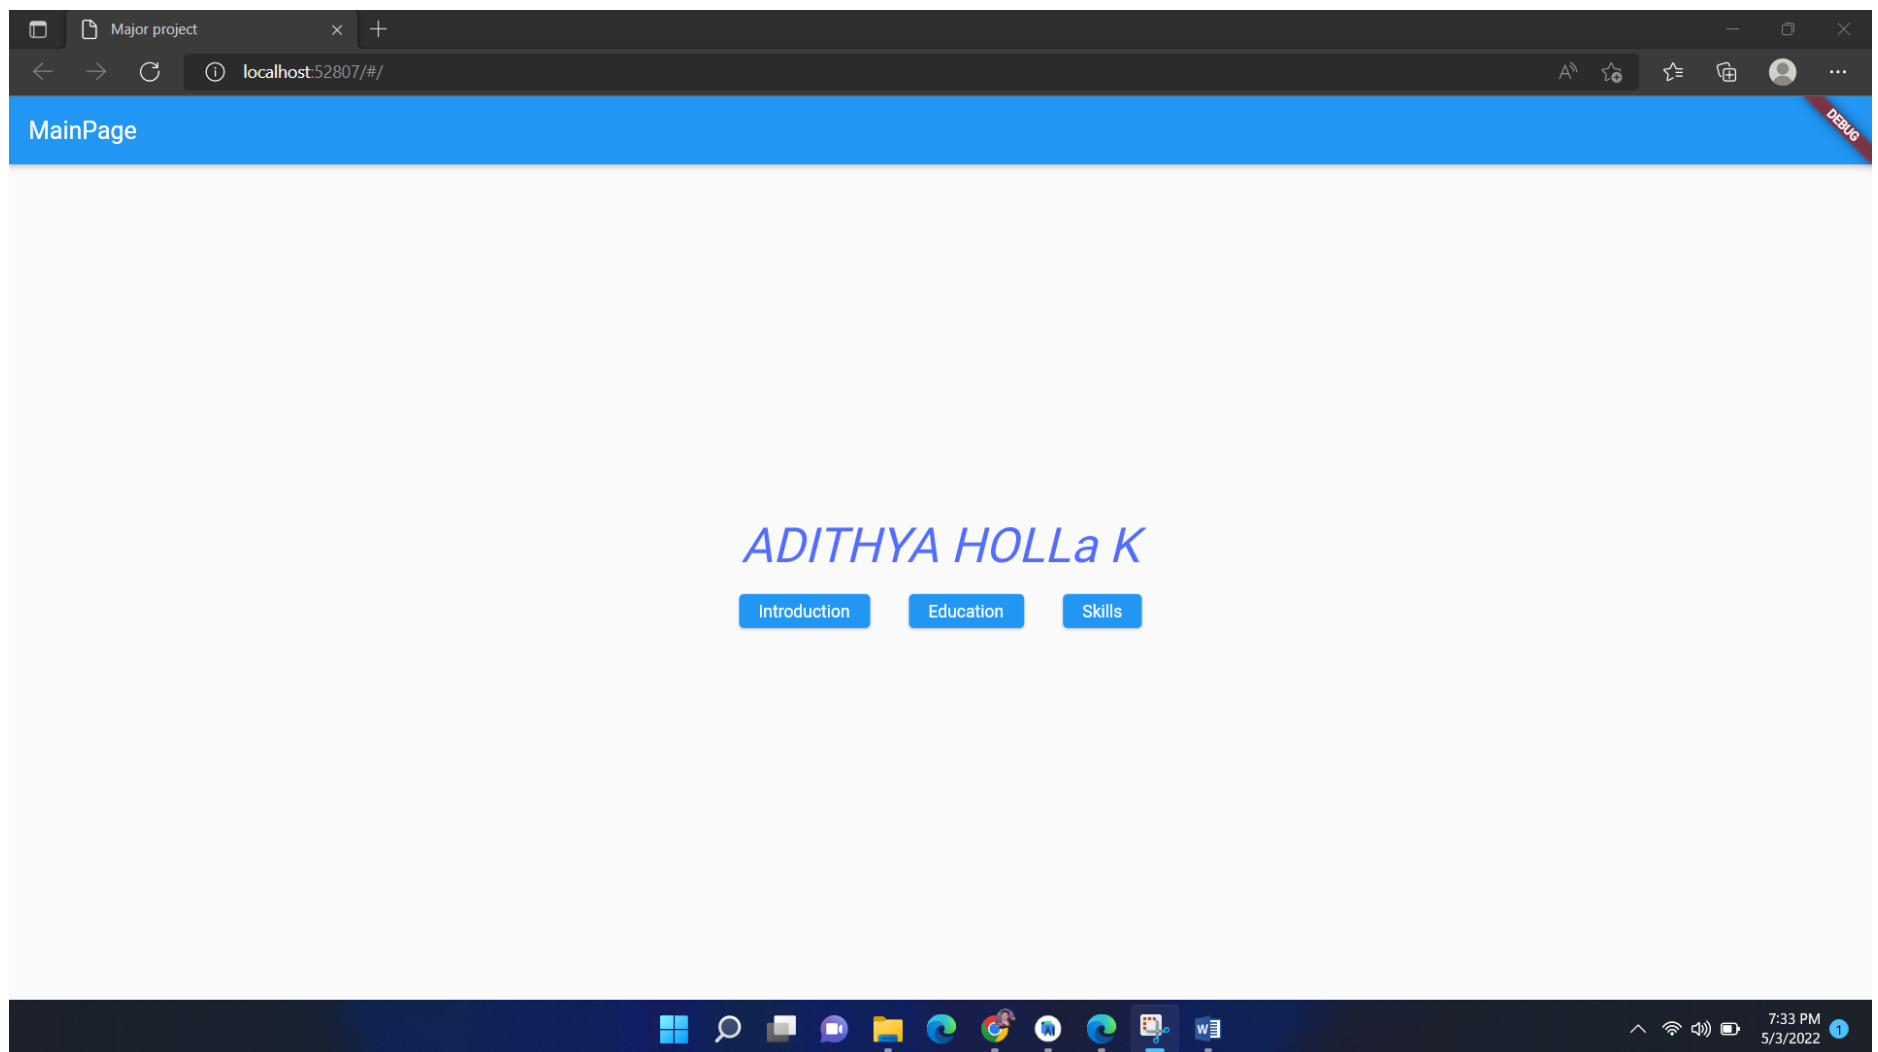 Major project
localhost:52807/#/
MainPage
DEBUG
ADITHYA HOLLa K
Introduction Education Skills
7:33 PM
5/3/2022 1